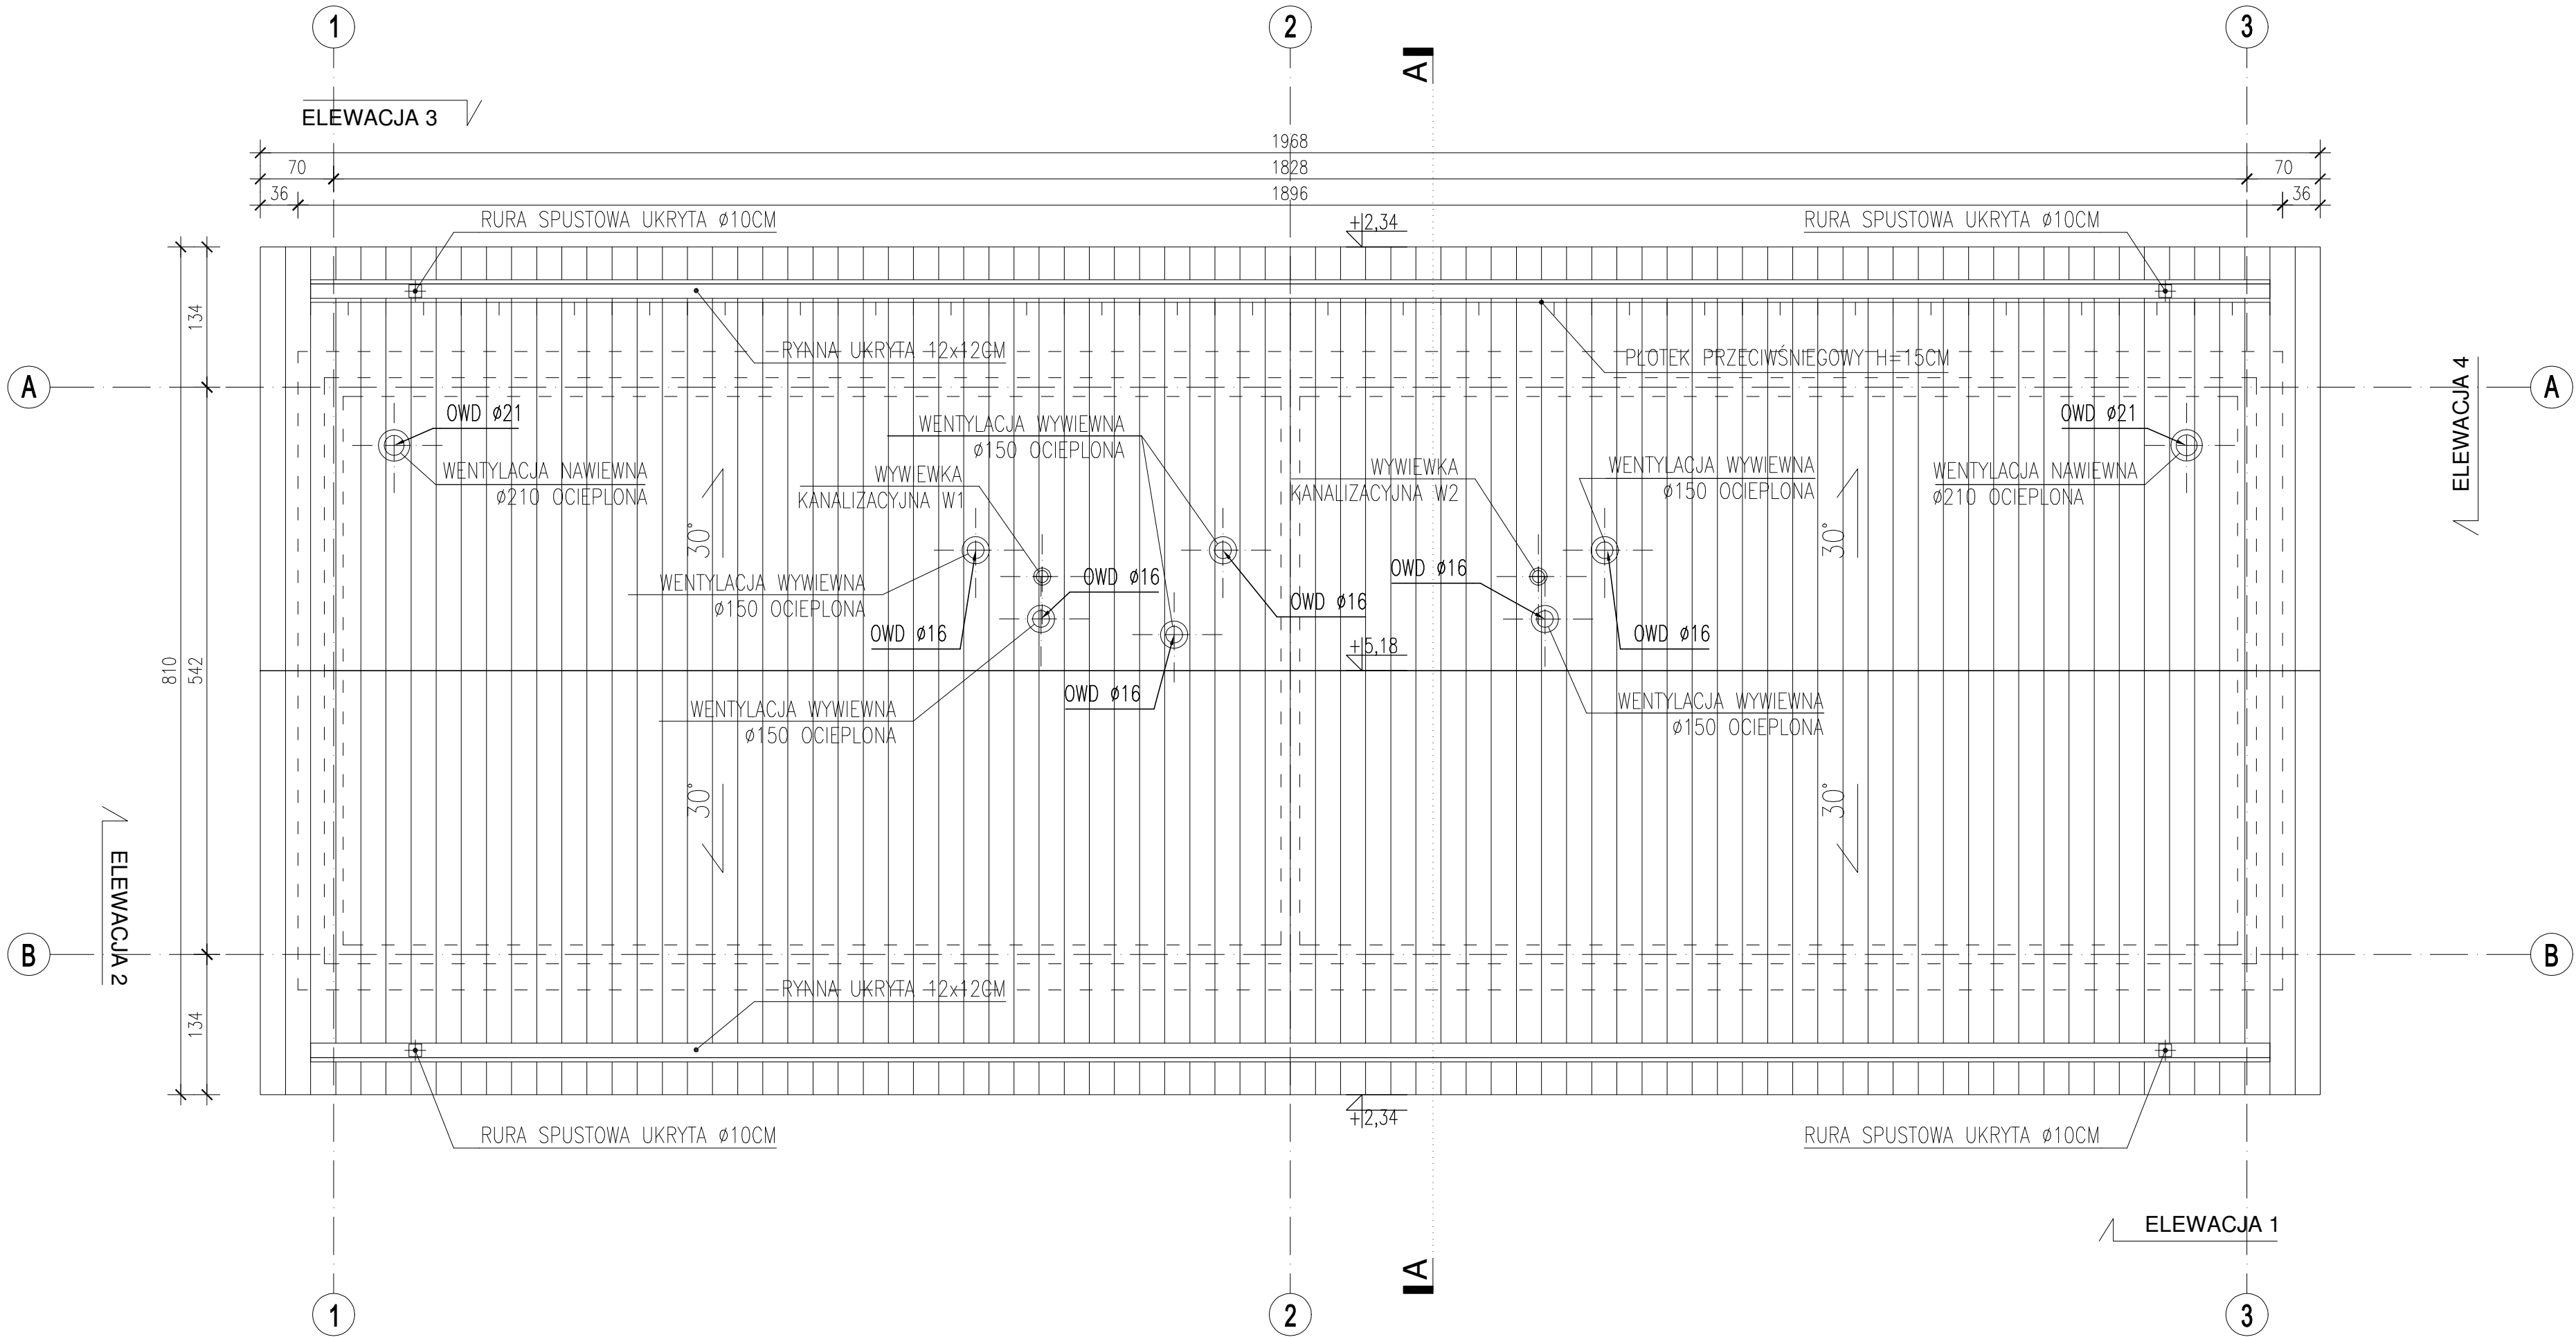 1
2
3
A
ELEWACJA 3
1968
70
1828
70
36
1896
36
RURA SPUSTOWA UKRYTA ø10CM
+2,34
RURA SPUSTOWA UKRYTA ø10CM
134
RYNNA UKRYTA 12x12CM
PŁOTEK PRZECIWŚNIEGOWY H=15CM
A
A
ELEWACJA 4
OWD ø21
WENTYLACJA NAWIEWNA
ø210 OCIEPLONA
WENTYLACJA WYWIEWNA
ø150 OCIEPLONA
WYWIEWKA
KANALIZACYJNA W1
WYWIEWKA
KANALIZACYJNA W2
WENTYLACJA WYWIEWNA
ø150 OCIEPLONA
OWD ø21
WENTYLACJA NAWIEWNA
ø210 OCIEPLONA
30°
30°
WENTYLACJA WYWIEWNA
ø150 OCIEPLONA
OWD ø16
OWD ø16
OWD ø16
OWD ø16
OWD ø16
OWD ø16
810
542
+5,18
OWD ø16
WENTYLACJA WYWIEWNA
ø150 OCIEPLONA
WENTYLACJA WYWIEWNA
ø150 OCIEPLONA
30°
30°
ELEWACJA 2
B
B
RYNNA UKRYTA 12x12CM
134
+2,34
RURA SPUSTOWA UKRYTA ø10CM
RURA SPUSTOWA UKRYTA ø10CM
ELEWACJA 1
A
1
2
3